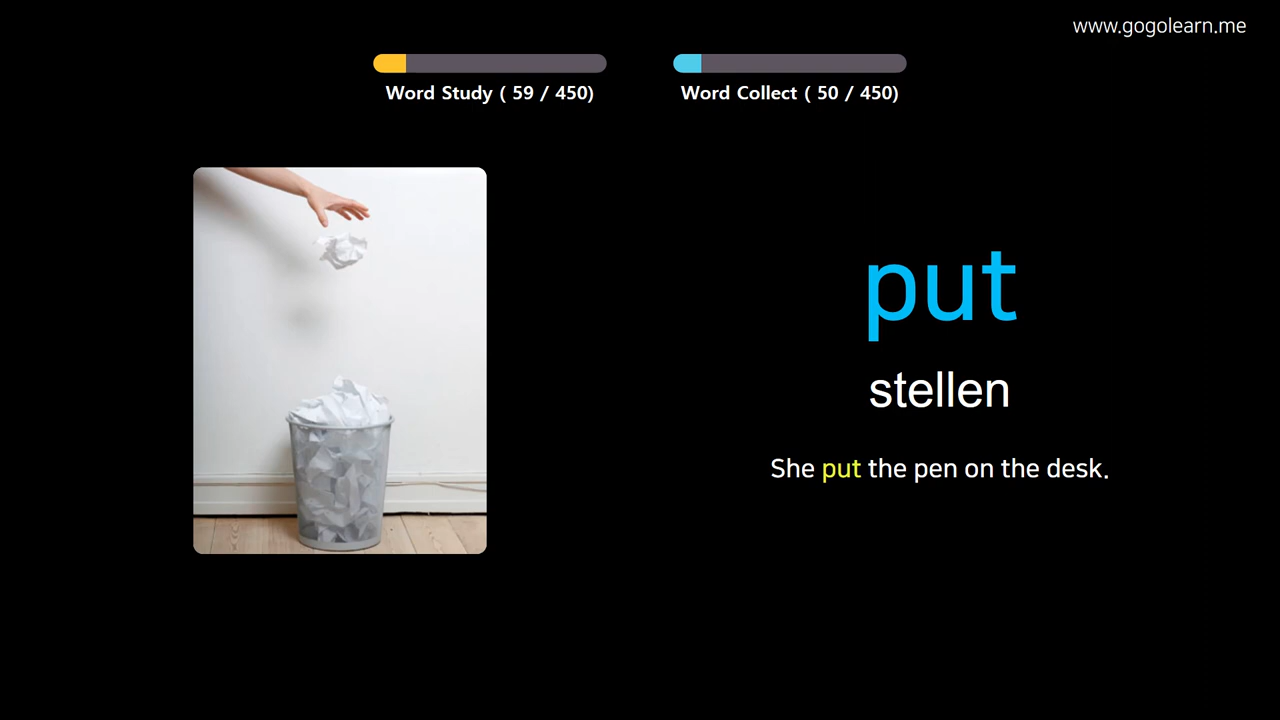 www.gogolearn.me
Word Study ( 59 / 450)
Word Collect ( 50 / 450)
put
stellen
She put the pen on the desk.